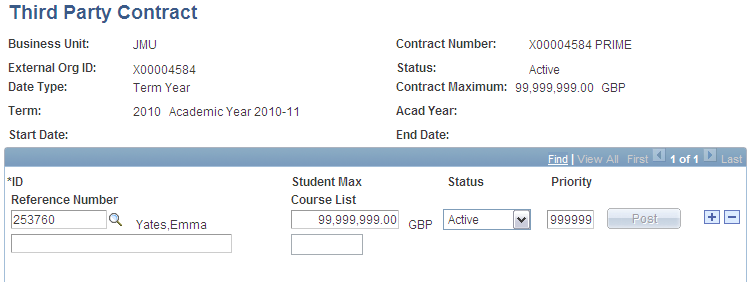 Third Party Contract
Business Unit: JMU Contract Number: X00004584 PRIME
External Org ID: X00004584 Status: Active
Date Type: Term Year Contract Maximum: 99,999,999.00 GBP
Term: 2010 Academic Year 2010-11 Acad Year:
Start Date: End Date:
Find | View All First 1 of 1 Last
*ID Student Max Status Priority
Reference Number Course List
253760 Yates,Emma 99,999,999.00 GBP Active 999999 Post